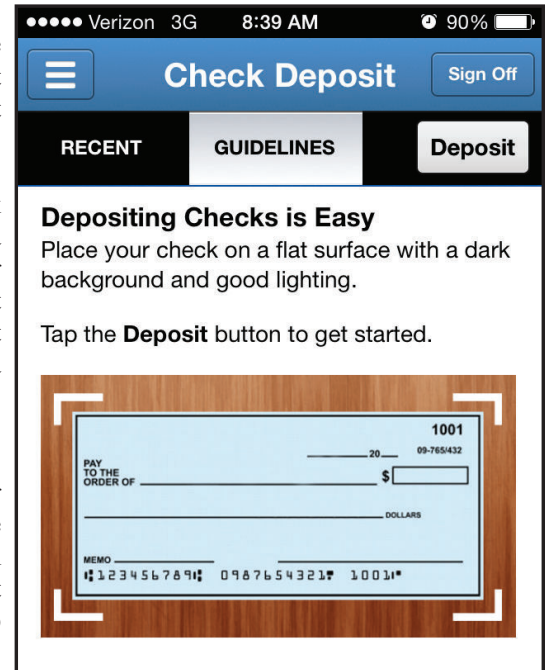 Verizon 3G 8:39 AM 90%
Check Deposit Sign Off
RECENT GUIDELINES Deposit
Depositing Checks is Easy
Place your check on a flat surface with a dark
background and good lighting.
Tap the Deposit button to get started.
1001
20 09-765/432
PAY
TO THE
ORDER OF $
DOLLARS
MEMO
⑆123456789⑆ 0987654321⑈ 1001⑈